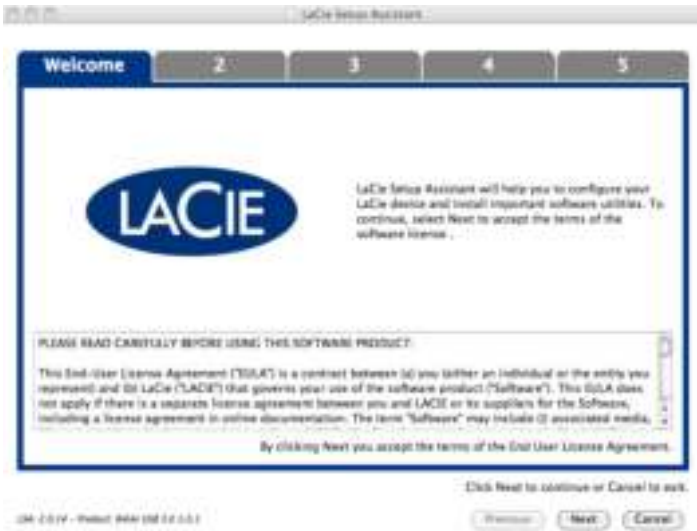 LaCie Setup Assistant
Welcome 2 3 4 5
LACIE
LaCie Setup Assistant will help you to configure your
LaCie device and install important software utilities. To
continue, select Next to accept the terms of the
software license .
PLEASE READ CAREFULLY BEFORE USING THIS SOFTWARE PRODUCT:
This End-User License Agreement ("EULA") is a contract between (a) you (either an individual or the entity you
represent) and (b) LaCie ("LACIE") that governs your use of the software product ("Software"). This EULA does
not apply if there is a separate license agreement between you and LACIE or its suppliers for the Software,
including a license agreement in online documentation. The term "Software" may include (i) associated media,
By clicking Next you accept the terms of the End User License Agreement.
Click Next to continue or Cancel to exit.
Product: USB
Previous Next Cancel